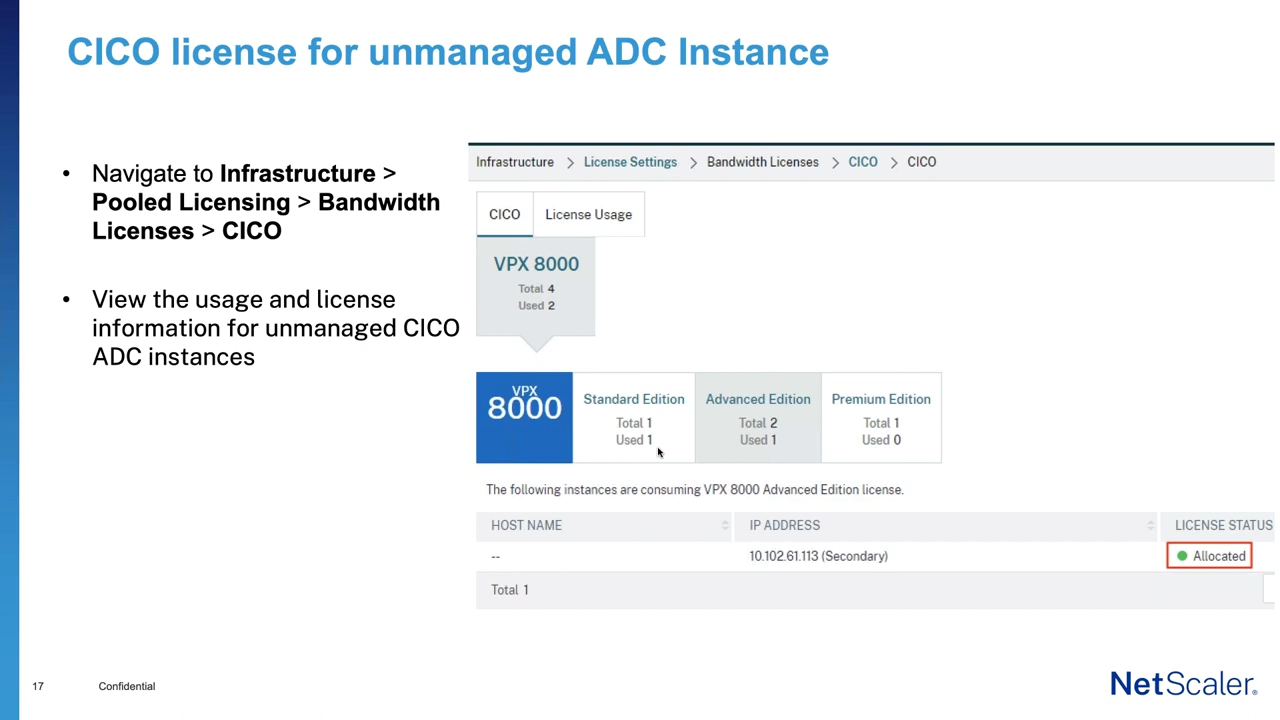 CICO license for unmanaged ADC Instance
• Navigate to Infrastructure >
Pooled Licensing > Bandwidth
Licenses > CICO
• View the usage and license
information for unmanaged CICO
ADC instances
Infrastructure > License Settings > Bandwidth Licenses > CICO > CICO
CICO License Usage
VPX 8000
Total 4
Used 2
VPX
8000
Standard Edition
Total 1
Used 1
Advanced Edition
Total 2
Used 1
Premium Edition
Total 1
Used 0
The following instances are consuming VPX 8000 Advanced Edition license.
HOST NAME IP ADDRESS LICENSE STATUS
-- 10.102.61.113 (Secondary) Allocated
Total 1
17 Confidential
NetScaler®